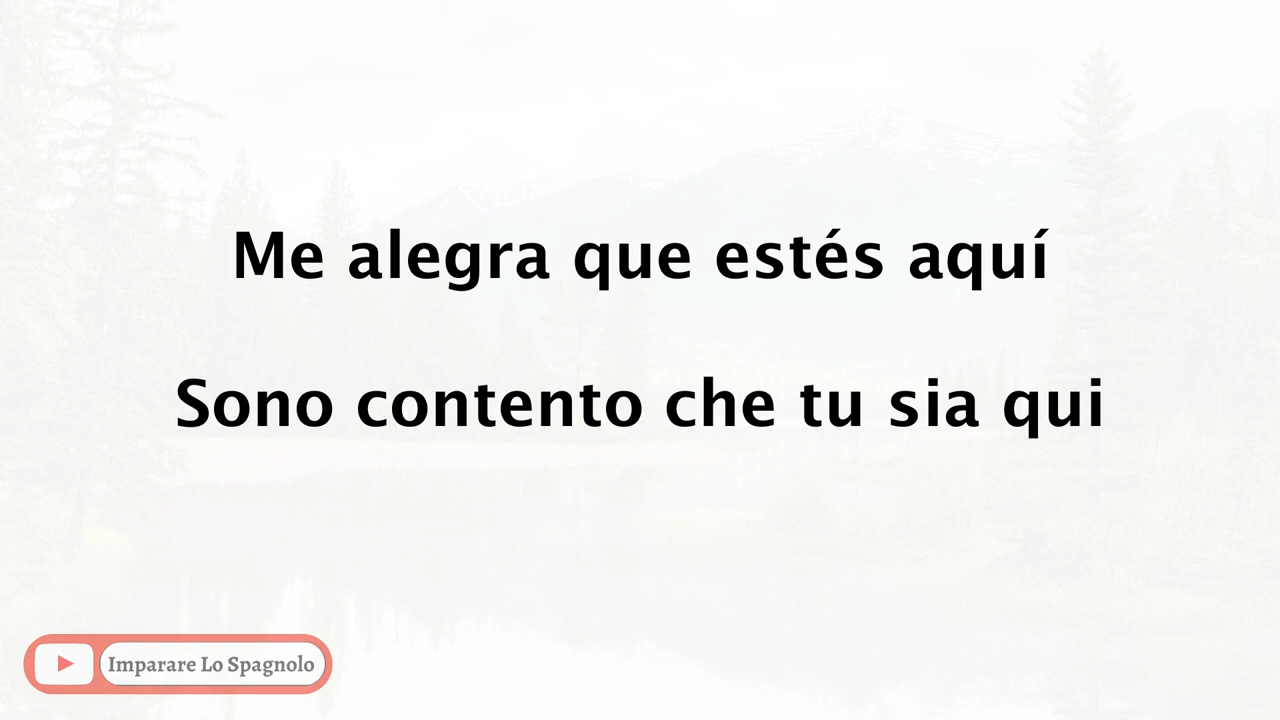 Me alegra que estés aquí
Sono contento che tu sia qui
Imparare Lo Spagnolo